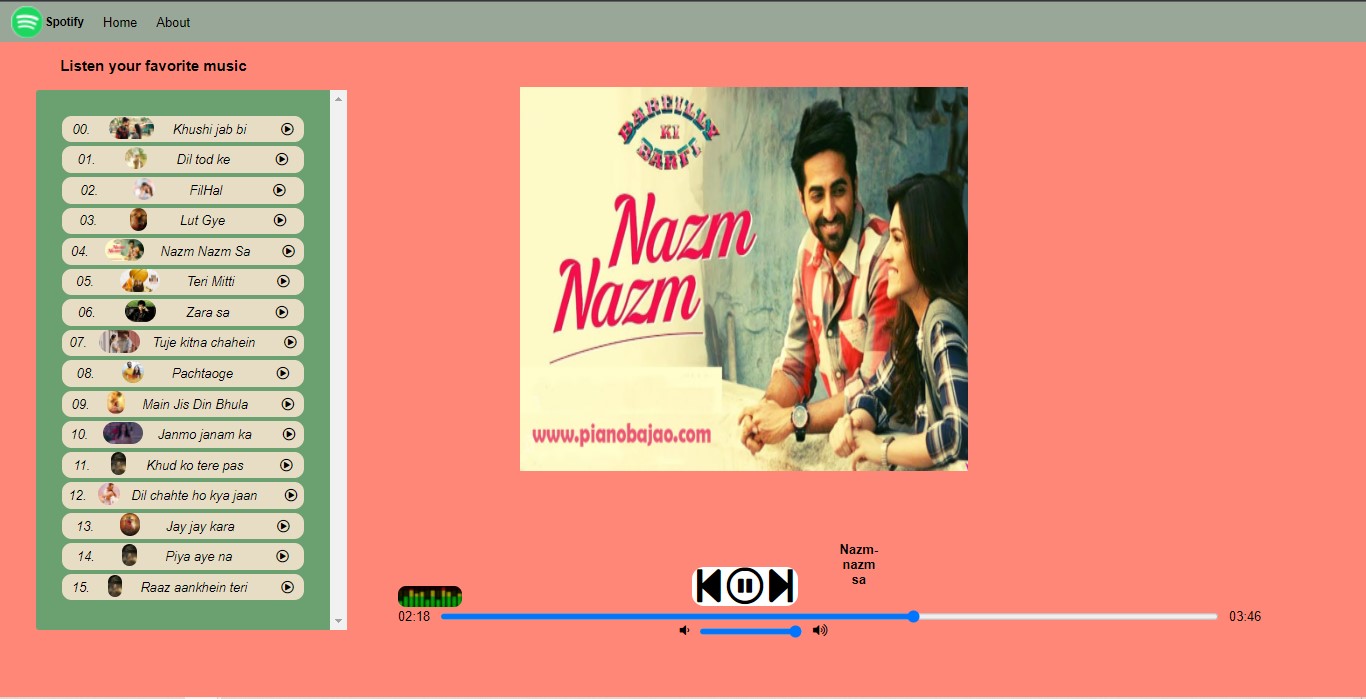 Spotify Home About
Listen your favorite music
00. Khushi jab bi
01. Dil tod ke
02. FilHal
03. Lut Gye
04. Nazm Nazm Sa
05. Teri Mitti
06. Zara sa
07. Tuje kitna chahein
08. Pachtaoge
09. Main Jis Din Bhula
10. Janmo janam ka
11. Khud ko tere pas
12. Dil chahte ho kya jaan
13. Jay jay kara
14. Piya aye na
15. Raaz aankhein teri
BAREILLY
KI
BARFI
Nazm
Nazm
www.pianobajao.com
Nazm-
nazm
sa
02:18 03:46